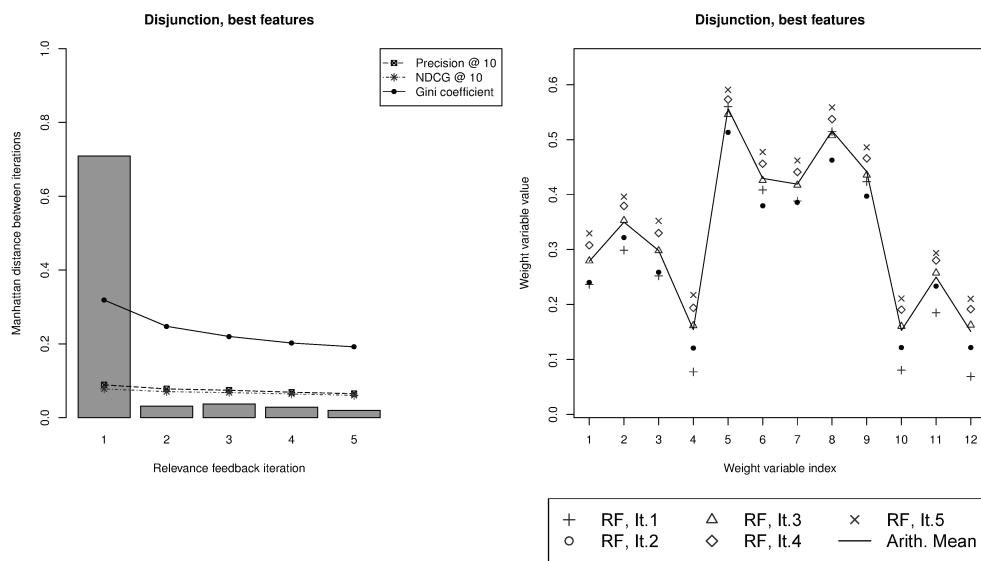 Disjunction, best features
Manhattan distance between iterations
1.0
0.8
0.6
0.4
0.2
0.0
Precision @ 10
NDCG @ 10
Gini coefficient
1 2 3 4 5
Relevance feedback iteration
Disjunction, best features
Weight variable value
0.6
0.5
0.4
0.3
0.2
0.1
0.0
1 2 3 4 5 6 7 8 9 10 11 12
Weight variable index
RF, It.1 RF, It.3 RF, It.5
RF, It.2 RF, It.4 Arith. Mean